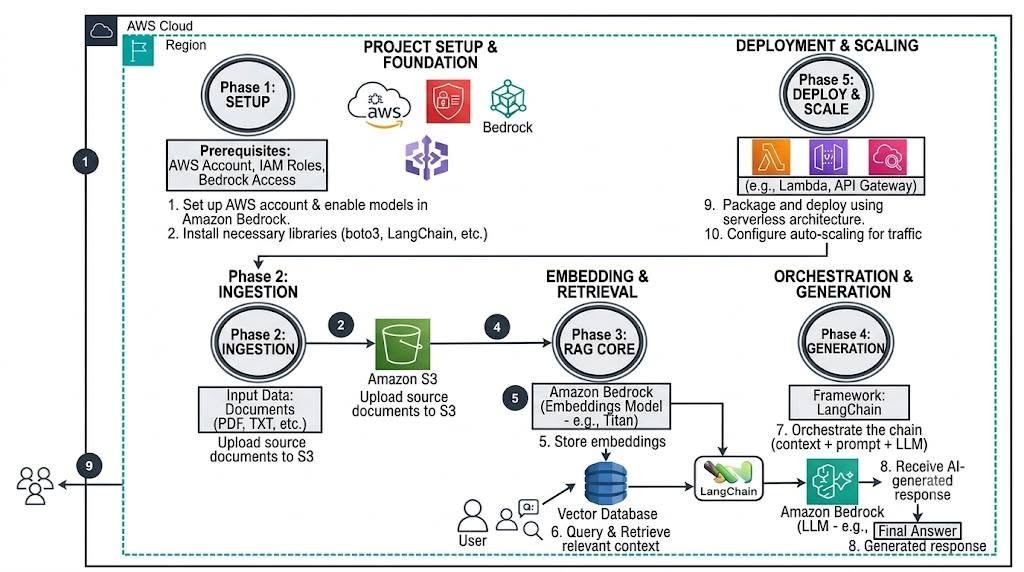 AWS Cloud
Region
1
9
PROJECT SETUP &
FOUNDATION
Phase 1:
SETUP
aws
Bedrock
Prerequisites:
AWS Account, IAM Roles,
Bedrock Access
1. Set up AWS account & enable models in
Amazon Bedrock.
2. Install necessary libraries (boto3, LangChain, etc.)
DEPLOYMENT & SCALING
Phase 5:
DEPLOY &
SCALE
(e.g., Lambda, API Gateway)
9. Package and deploy using
serverless architecture.
10. Configure auto-scaling for traffic
Phase 2:
INGESTION
Phase 2:
INGESTION
2
Input Data:
Documents
(PDF, TXT, etc.)
Upload source
documents to S3
Amazon S3
Upload source
documents to S3
4
EMBEDDING &
RETRIEVAL
Phase 3:
RAG CORE
5
Amazon Bedrock
(Embeddings Model
- e.g., Titan)
5. Store embeddings
Vector Database
6. Query & Retrieve
relevant context
User
Q:
LangChain
ORCHESTRATION &
GENERATION
Phase 4:
GENERATION
Framework:
LangChain
7. Orchestrate the chain
(context + prompt + LLM)
Amazon Bedrock
(LLM - e.g.,
8. Receive AI-
generated
response
Final Answer
8. Generated response